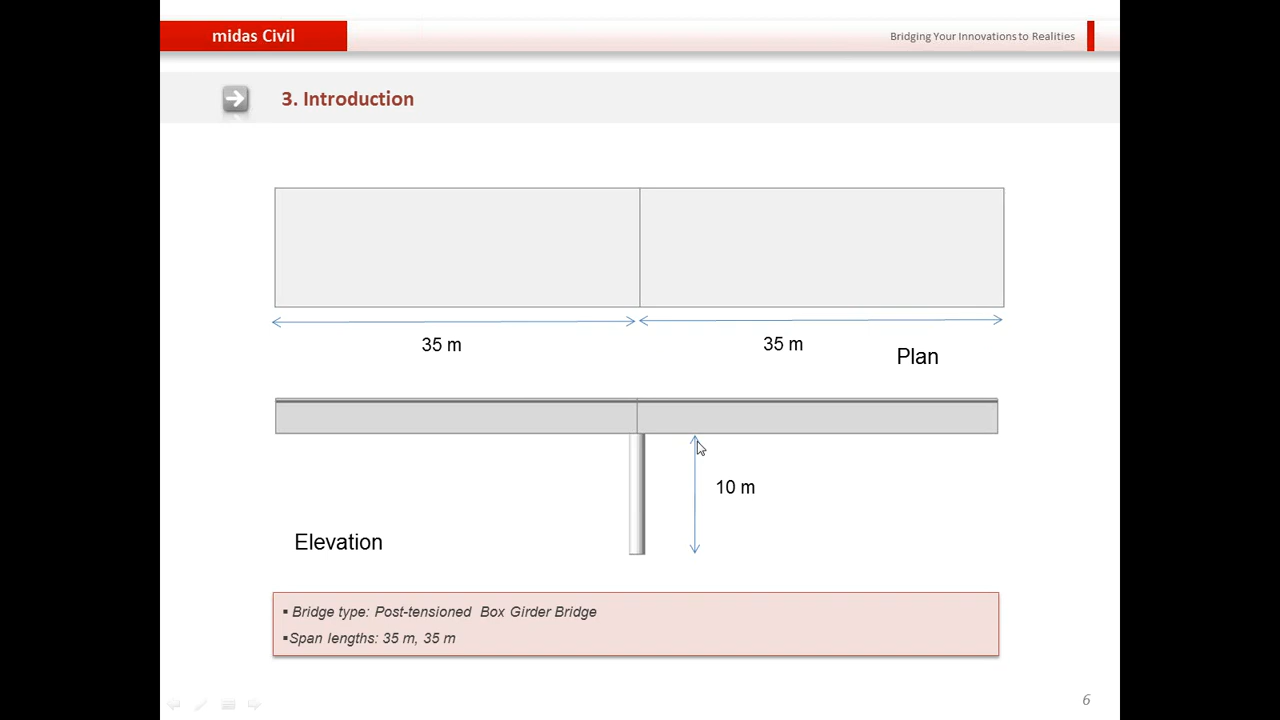 midas Civil
Bridging Your Innovations to Realities
3. Introduction
35 m
35 m
Plan
10 m
Elevation
▪ Bridge type: Post-tensioned Box Girder Bridge
▪Span lengths: 35 m, 35 m
6